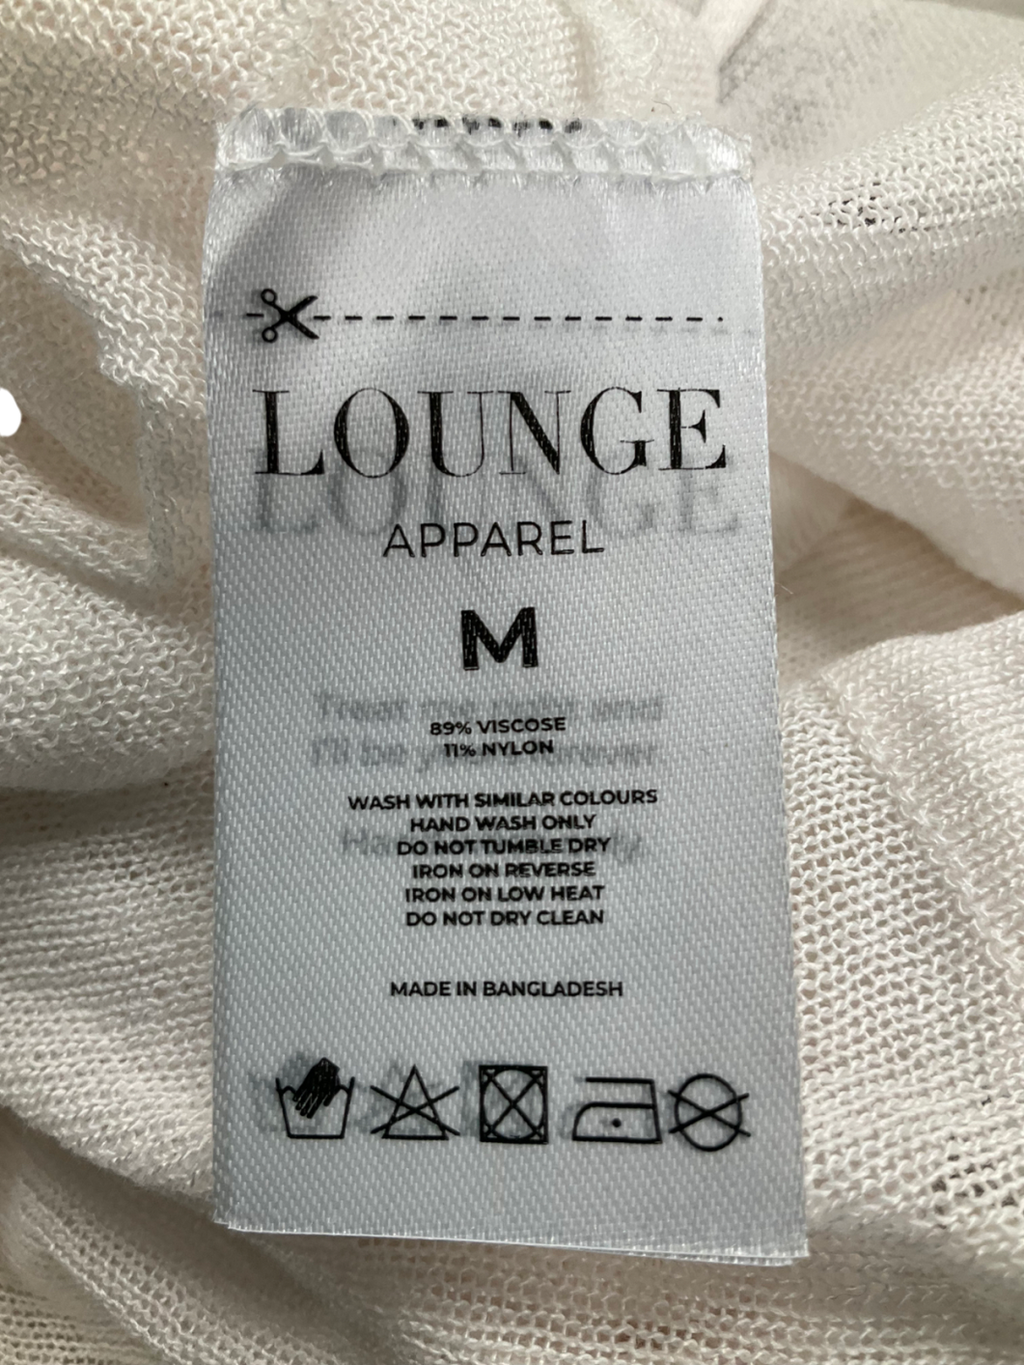 LOUNGE
APPAREL
M
89% VISCOSE
11% NYLON
WASH WITH SIMILAR COLOURS
HAND WASH ONLY
DO NOT TUMBLE DRY
IRON ON REVERSE
IRON ON LOW HEAT
DO NOT DRY CLEAN
MADE IN BANGLADESH